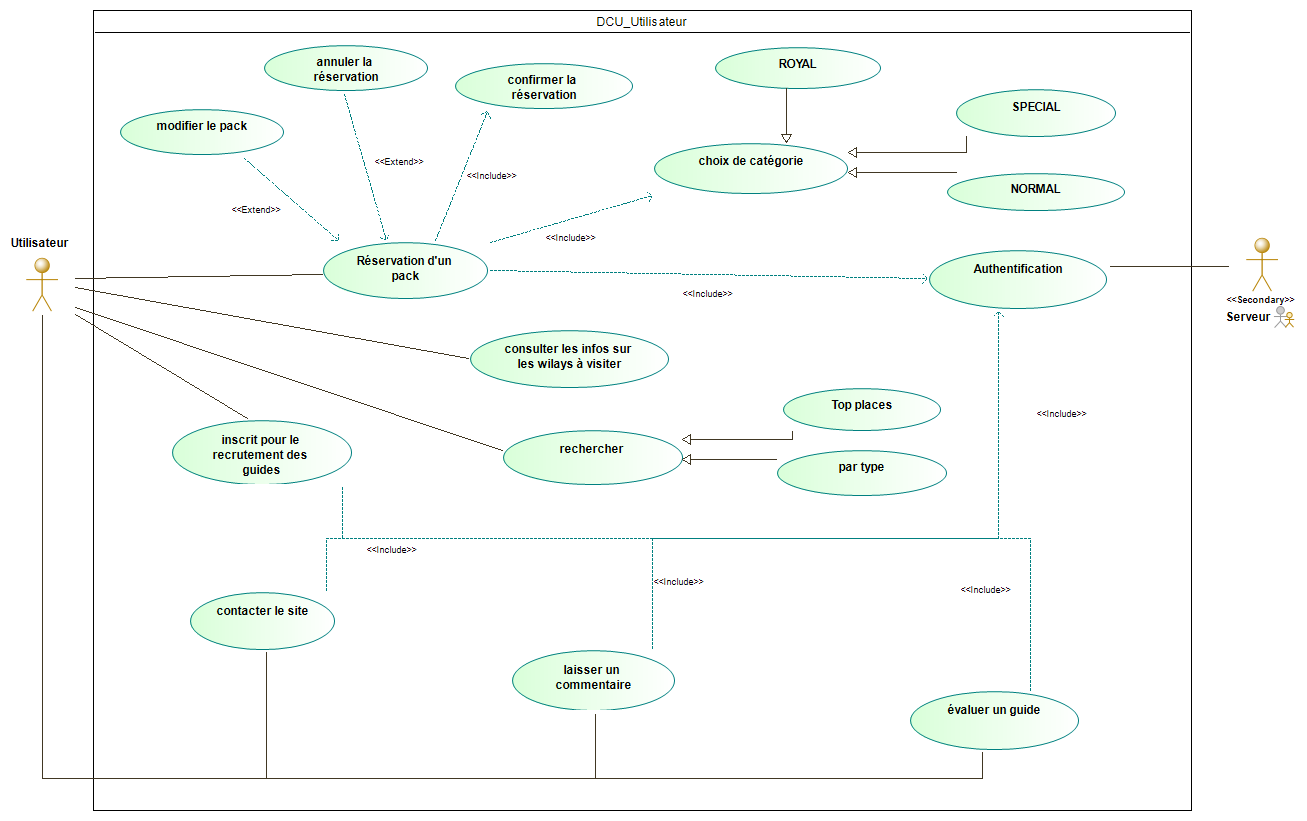 DCU_Utilisateur
annuler la
réservation
confirmer la
réservation
ROYAL
SPECIAL
modifier le pack
choix de catégorie
<<Extend>>
<<Include>>
NORMAL
<<Extend>>
<<Include>>
Utilisateur
Réservation d'un
pack
Authentification
<<Include>>
<<Secondary>>
Serveur
consulter les infos sur
les wilays à visiter
Top places
<<Include>>
inscrit pour le
recrutement des
guides
rechercher
par type
<<Include>>
<<Include>>
<<Include>>
contacter le site
laisser un
commentaire
évaluer un guide